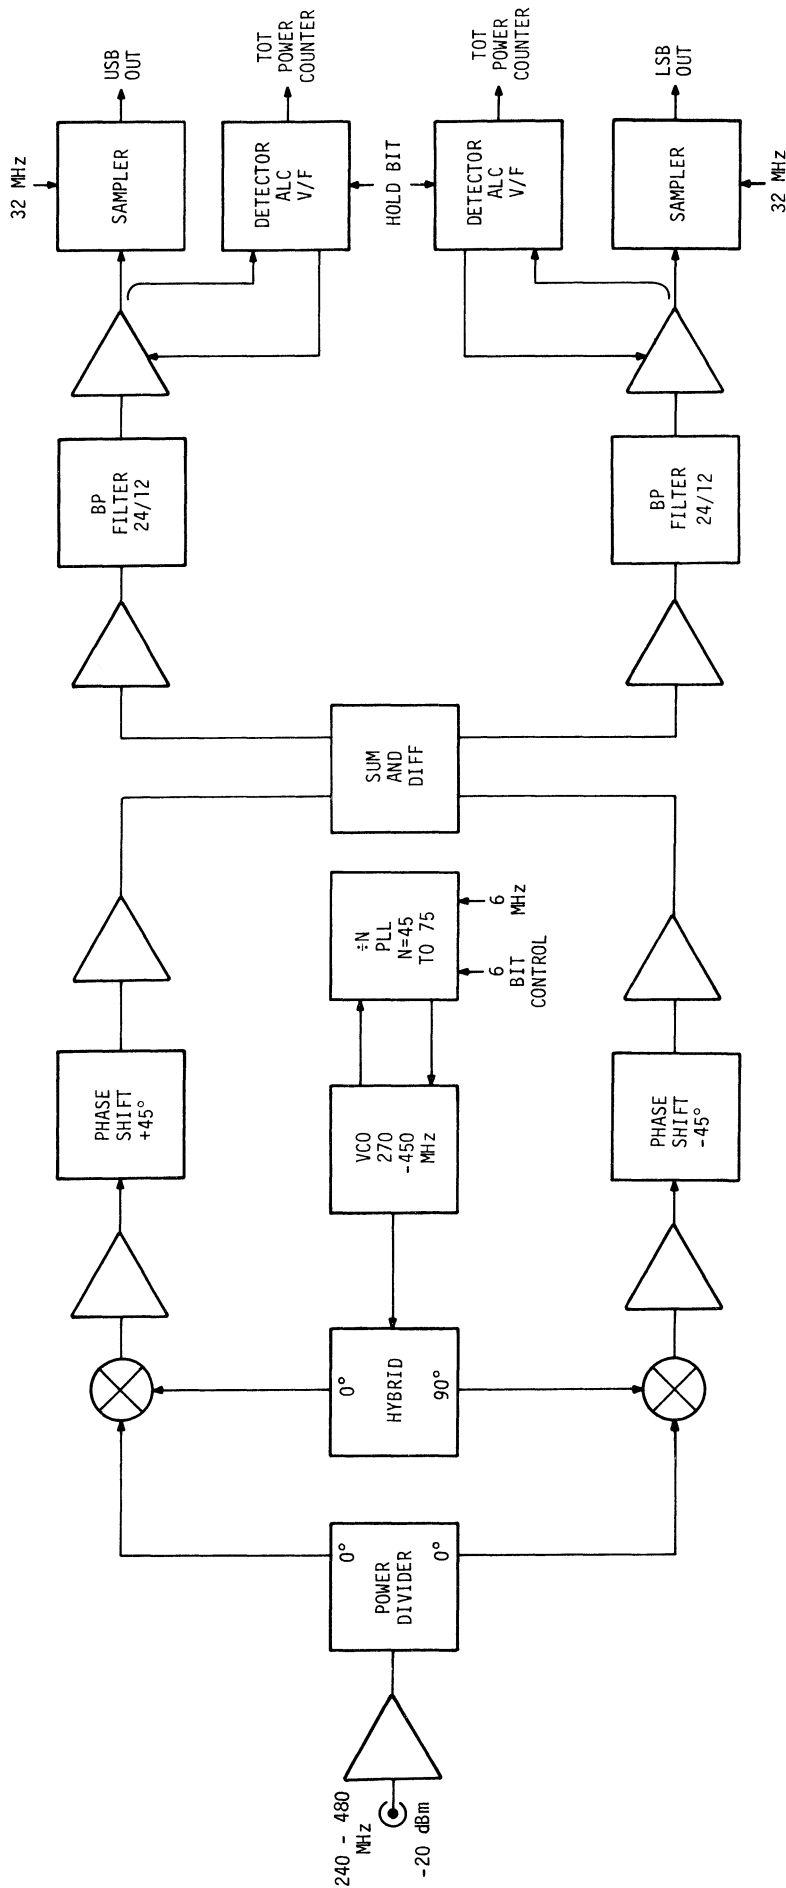 240 - 480
MHz
-20 dBm
POWER
DIVIDER
0°
0°
HYBRID
0°
90°
VCO
270
-450
MHz
÷N
PLL
N=45
TO 75
6
BIT
CONTROL
6
MHz
PHASE
SHIFT
+45°
PHASE
SHIFT
-45°
SUM
AND
DIFF
BP
FILTER
24/12
BP
FILTER
24/12
32 MHz
SAMPLER
USB
OUT
DETECTOR
ALC
V/F
TOT
POWER
COUNTER
HOLD BIT
DETECTOR
ALC
V/F
TOT
POWER
COUNTER
SAMPLER
LSB
OUT
32 MHz